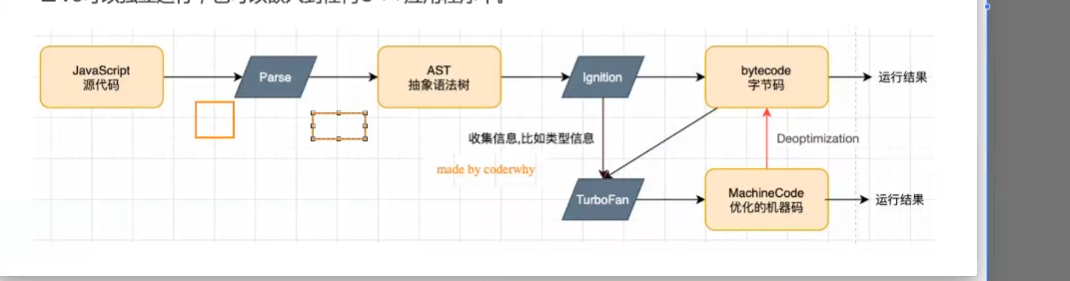 JavaScript
源代码
Parse
AST
抽象语法树
Ignition
bytecode
字节码
运行结果
收集信息,比如类型信息
Deoptimization
made by coderwhy
TurboFan
MachineCode
优化的机器码
运行结果